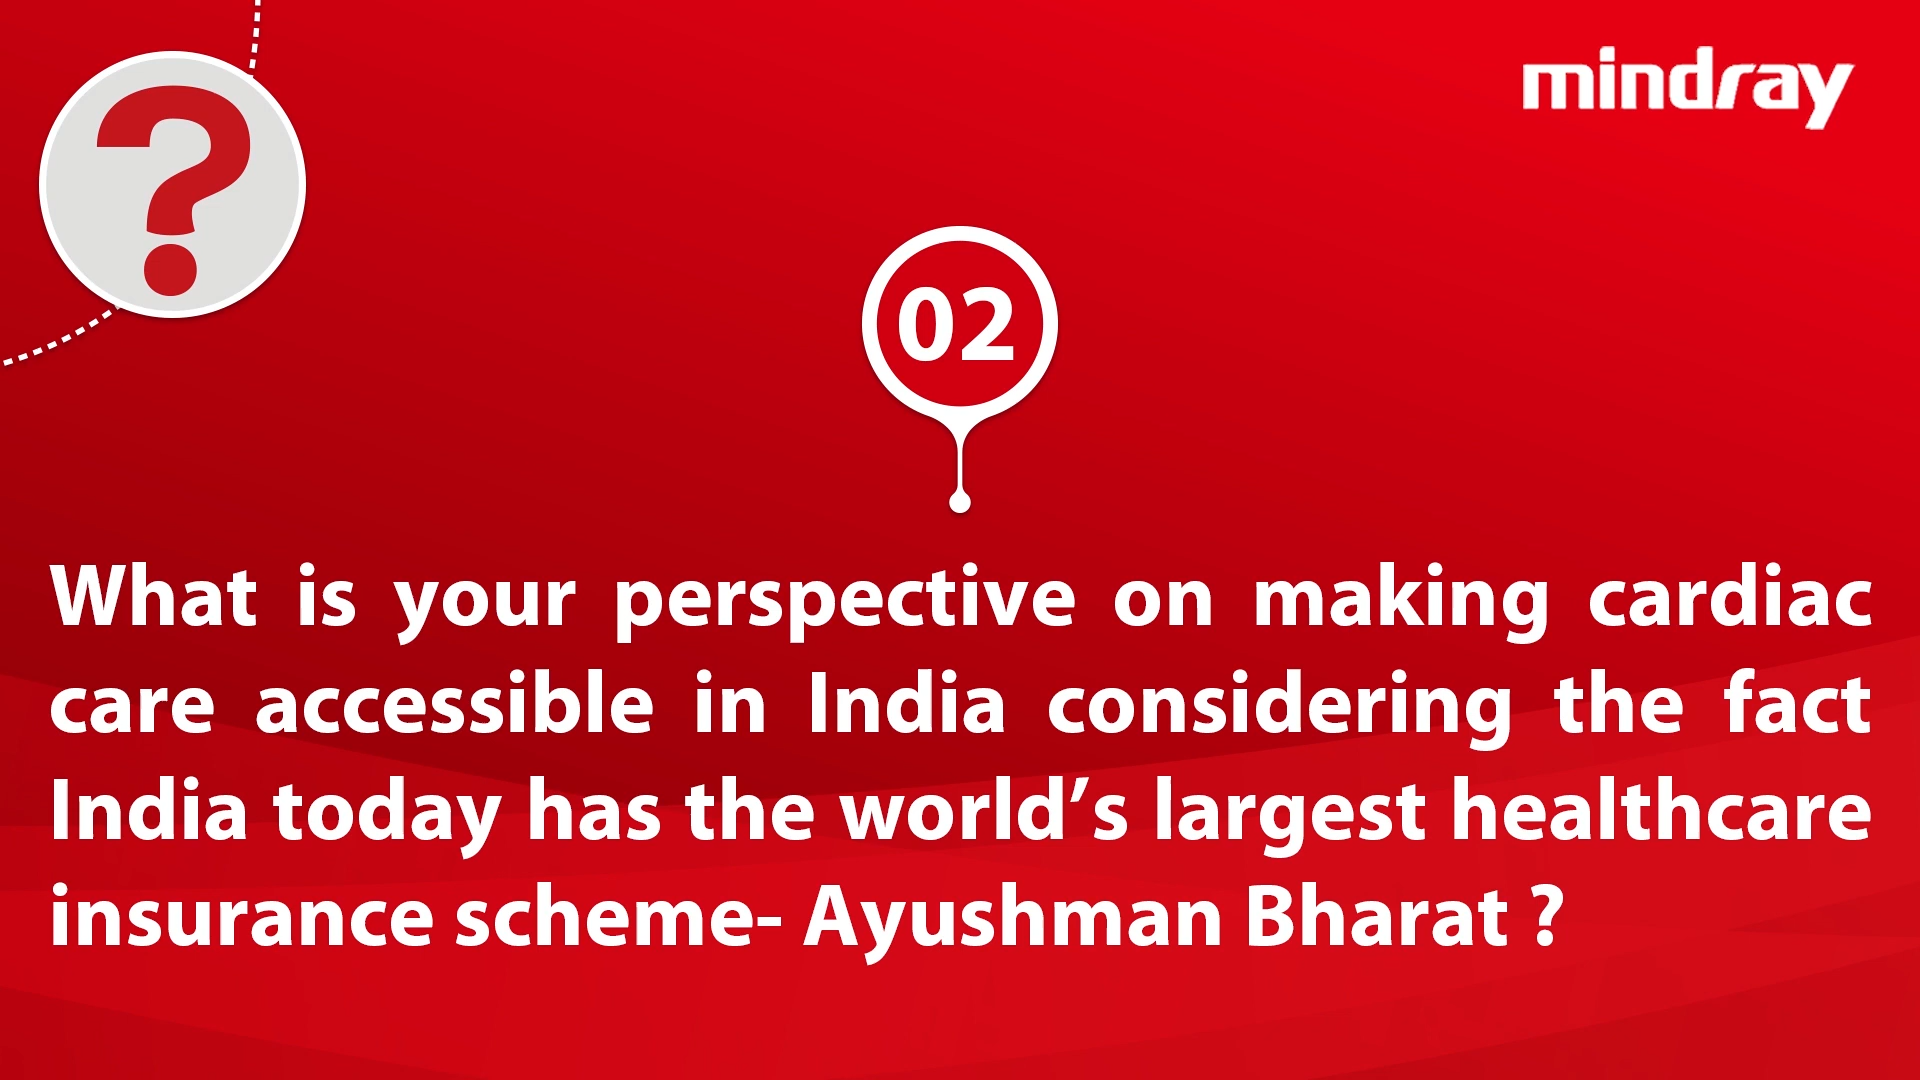 ?
mindray
02
What is your perspective on making cardiac
care accessible in India considering the fact
India today has the world’s largest healthcare
insurance scheme- Ayushman Bharat ?